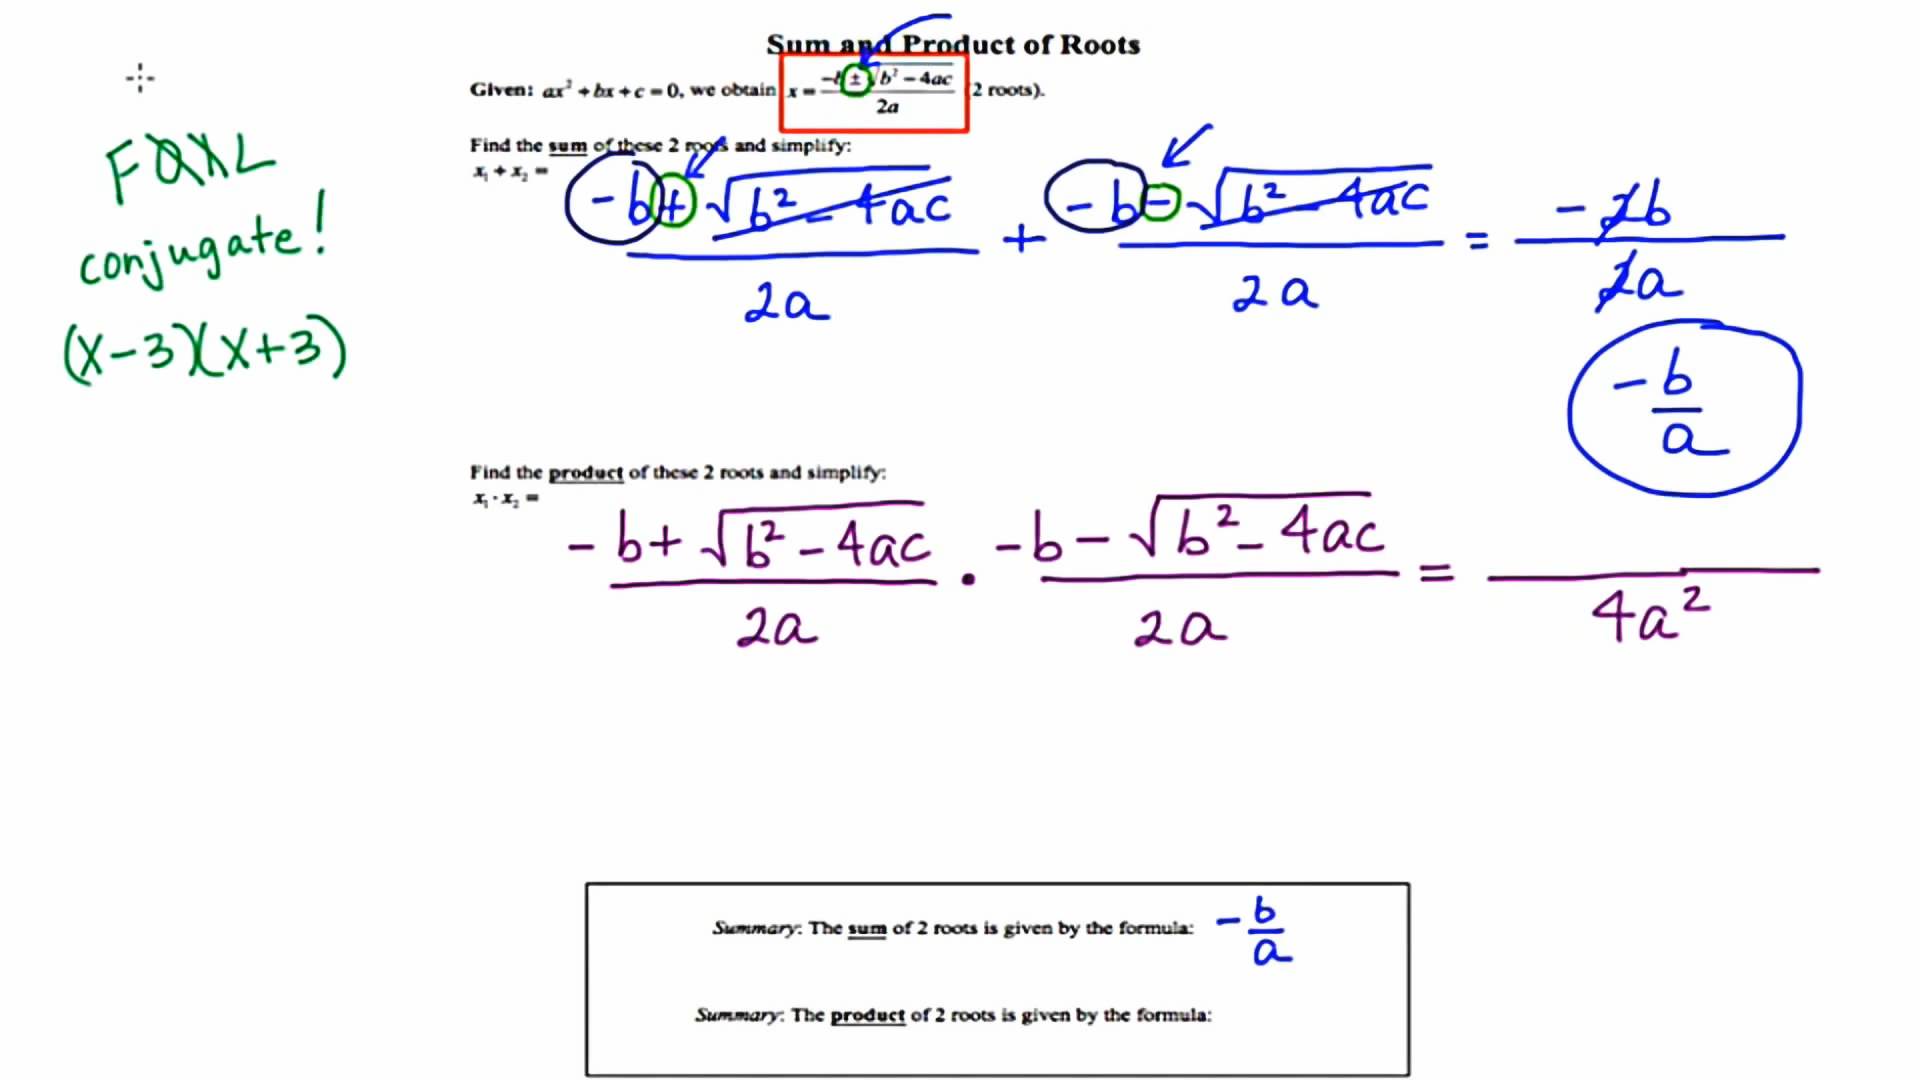 Sum and Product of Roots
Given: ax² + bx + c = 0, we obtain x = (-b ± √(b² - 4ac)) / 2a (2 roots).
Find the sum of these 2 roots and simplify:
x₁ + x₂ =
(-b + √(b² - 4ac)) / 2a + (-b - √(b² - 4ac)) / 2a = -2b / 2a
-b/a
FOIL
conjugate!
(x-3)(x+3)
Find the product of these 2 roots and simplify:
x₁ · x₂ =
(-b + √(b² - 4ac)) / 2a · (-b - √(b² - 4ac)) / 2a = / 4a²
Summary: The sum of 2 roots is given by the formula: -b/a
Summary: The product of 2 roots is given by the formula: